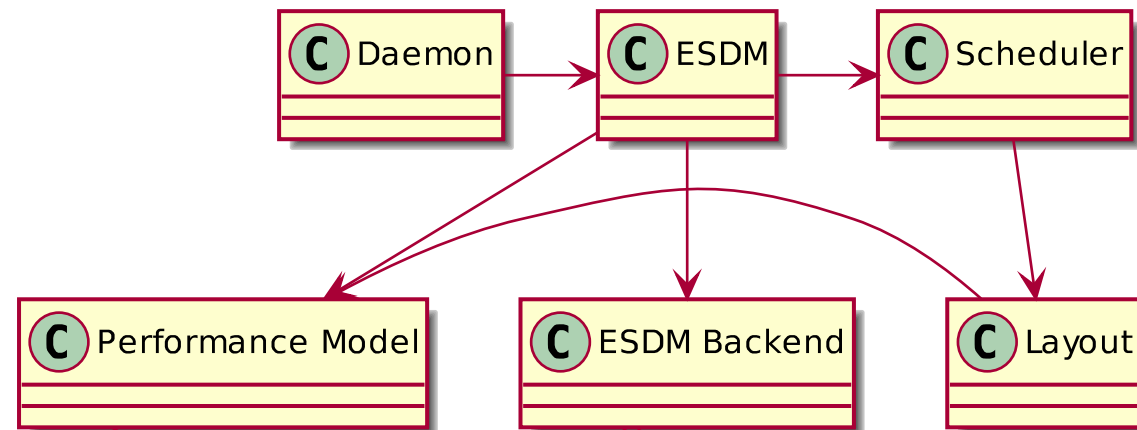 C Daemon
C ESDM
C Scheduler
C Performance Model
C ESDM Backend
C Layout